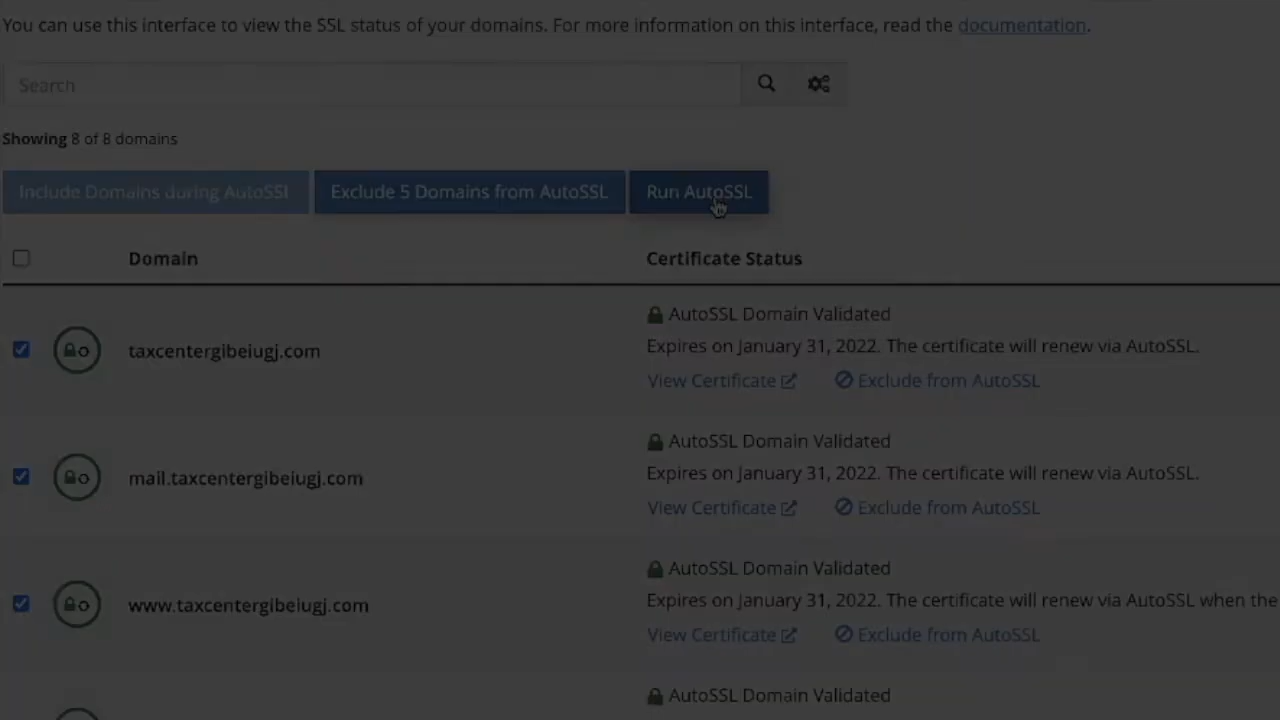 You can use this interface to view the SSL status of your domains. For more information on this interface, read the documentation.
Search
Showing 8 of 8 domains
Include Domains during AutoSSL
Exclude 5 Domains from AutoSSL
Run AutoSSL
Domain
Certificate Status
taxcentergibeiugj.com
AutoSSL Domain Validated
Expires on January 31, 2022. The certificate will renew via AutoSSL.
View Certificate
Exclude from AutoSSL
mail.taxcentergibeiugj.com
AutoSSL Domain Validated
Expires on January 31, 2022. The certificate will renew via AutoSSL.
View Certificate
Exclude from AutoSSL
www.taxcentergibeiugj.com
AutoSSL Domain Validated
Expires on January 31, 2022. The certificate will renew via AutoSSL when the
View Certificate
Exclude from AutoSSL
AutoSSL Domain Validated